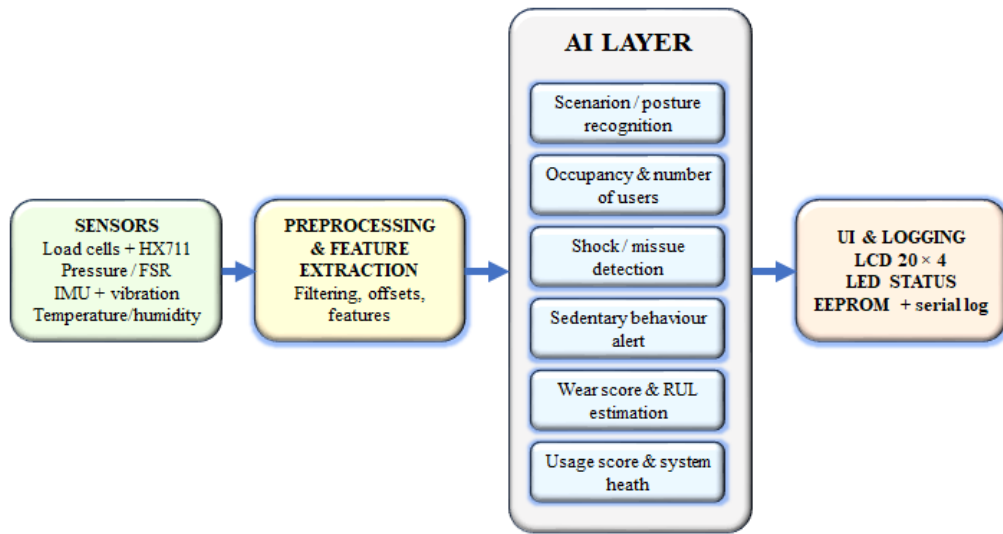 SENSORS
Load cells + HX711
Pressure / FSR
IMU + vibration
Temperature/humidity
PREPROCESSING
& FEATURE
EXTRACTION
Filtering, offsets,
features
AI LAYER
Scenarion / posture
recognition
Occupancy & number
of users
Shock / missue
detection
Sedentary behaviour
alert
Wear score & RUL
estimation
Usage score & system
heath
UI & LOGGING
LCD 20 × 4
LED STATUS
EEPROM + serial log